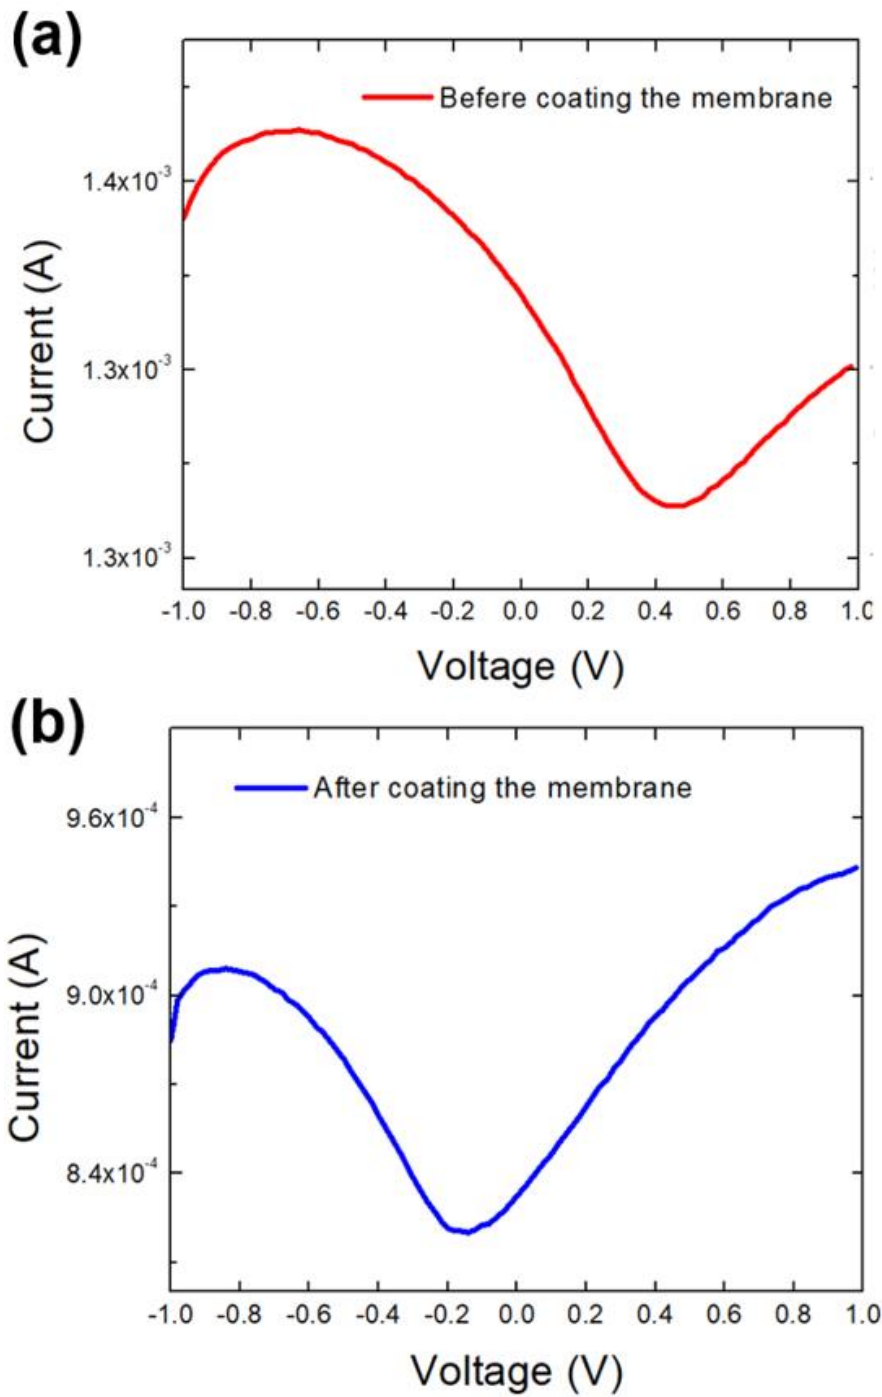 (a)
Befere coating the membrane
1.4x10⁻³
1.3x10⁻³
1.3x10⁻³
Current (A)
-1.0 -0.8 -0.6 -0.4 -0.2 0.0 0.2 0.4 0.6 0.8 1.0
Voltage (V)
(b)
After coating the membrane
9.6x10⁻⁴
9.0x10⁻⁴
8.4x10⁻⁴
Current (A)
-1.0 -0.8 -0.6 -0.4 -0.2 0.0 0.2 0.4 0.6 0.8 1.0
Voltage (V)